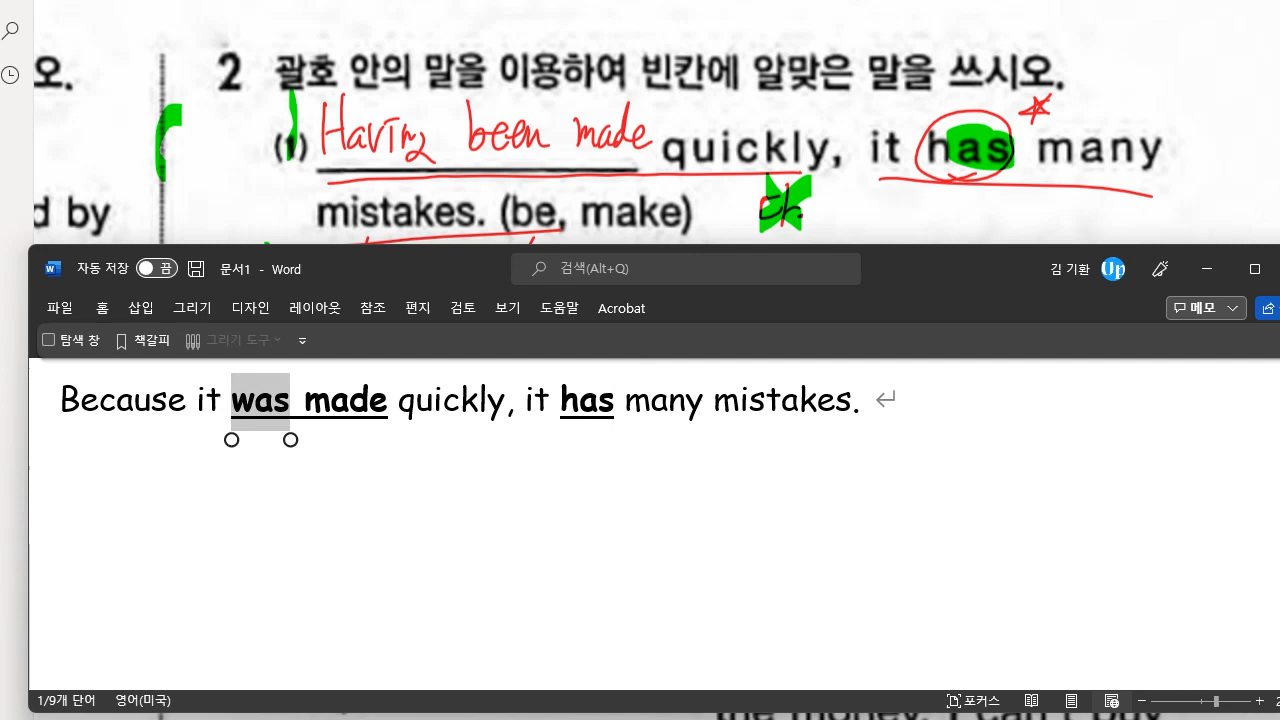 오.
2 괄호 안의 말을 이용하여 빈칸에 알맞은 말을 쓰시오.
(1) Having been made quickly, it has many
mistakes. (be, make)
d by
자동 저장 끔 문서1 - Word 검색(Alt+Q) 김 기환 Up
파일 홈 삽입 그리기 디자인 레이아웃 참조 편지 검토 보기 도움말 Acrobat 메모
탐색 창 책갈피 그리기 도구
Because it was made quickly, it has many mistakes.
1/9개 단어 영어(미국) 포커스
the money, I can't buy